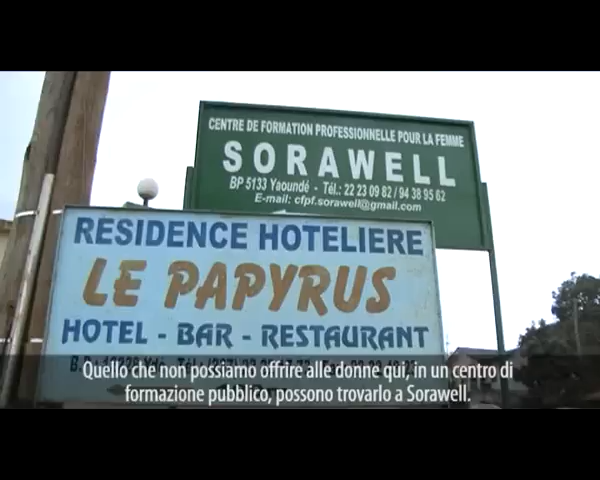 CENTRE DE FORMATION PROFESSIONNELLE POUR LA FEMME
SORAWELL
BP 5133 Yaoundé - Tél.: 22 23 09 82 / 94 38 95 62
E-mail: cfpf.sorawell@gmail.com
RESIDENCE HOTELIERE
LE PAPYRUS
HOTEL - BAR - RESTAURANT
Quello che non possiamo offrire alle donne qui, in un centro di
formazione pubblico, possono trovarlo a Sorawell.